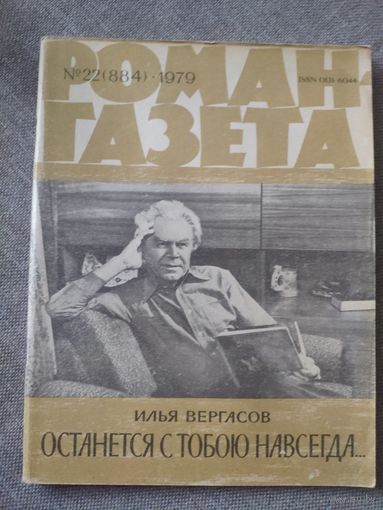 РОМАН-
№22(884)·1979
ISSN 0131-6044
ГАЗЕТА
ИЛЬЯ ВЕРГАСОВ
ОСТАНЕТСЯ С ТОБОЮ НАВСЕГДА...